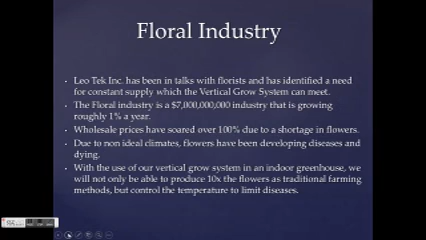 Floral Industry
• Leo Tek Inc. has been in talks with florists and has identified a need
for constant supply which the Vertical Grow System can meet.
• The Floral industry is a $7,000,000,000 industry that is growing
roughly 1% a year.
• Wholesale prices have soared over 100% due to a shortage in flowers.
• Due to non ideal climates, flowers have been developing diseases and
dying.
• With the use of our vertical grow system in an indoor greenhouse, we
will not only be able to produce 10x the flowers as traditional farming
methods, but control the temperature to limit diseases.